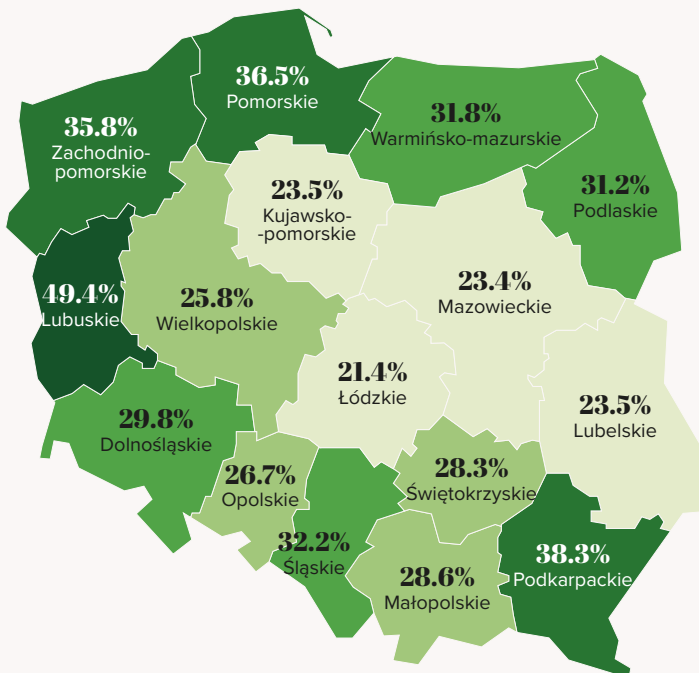 36.5%
Pomorskie
35.8%
Zachodnio-
pomorskie
31.8%
Warmińsko-mazurskie
31.2%
Podlaskie
23.5%
Kujawsko-
-pomorskie
49.4%
Lubuskie
25.8%
Wielkopolskie
23.4%
Mazowieckie
21.4%
Łódzkie
23.5%
Lubelskie
29.8%
Dolnośląskie
26.7%
Opolskie
28.3%
Świętokrzyskie
32.2%
Śląskie
28.6%
Małopolskie
38.3%
Podkarpackie